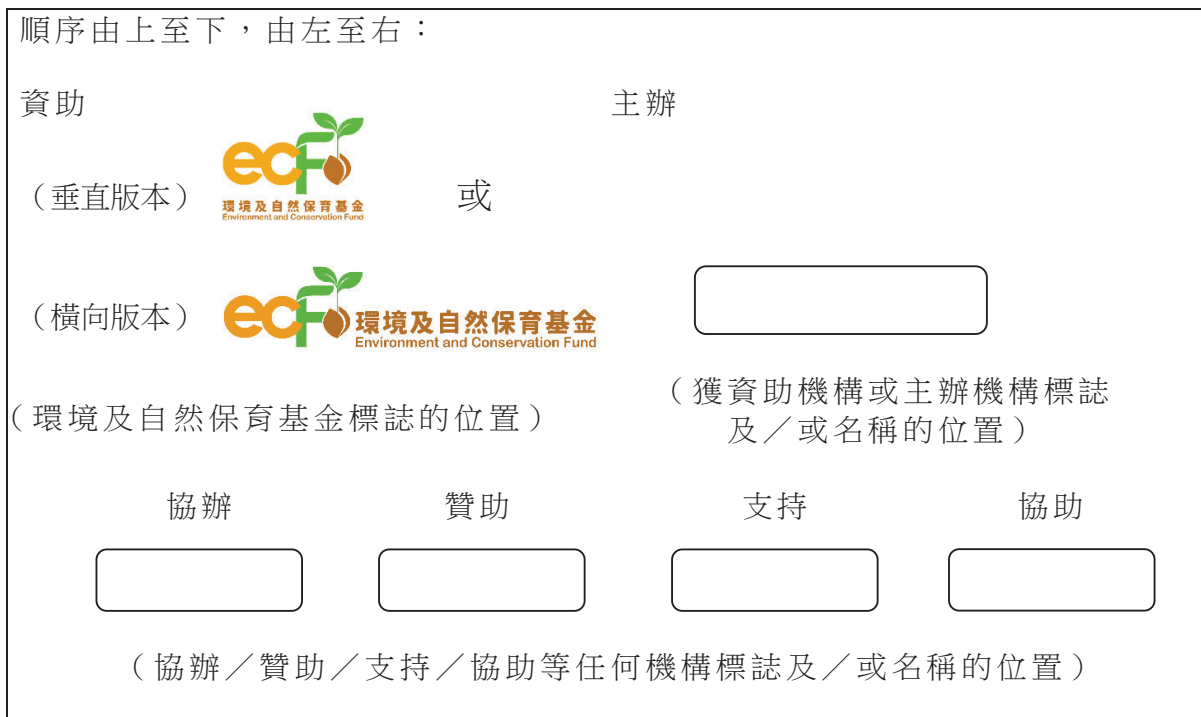 順序由上至下，由左至右：
資助
主辦
（垂直版本）
ecf
環境及自然保育基金
Environment and Conservation Fund
或
（橫向版本）
ecf
環境及自然保育基金
Environment and Conservation Fund
（環境及自然保育基金標誌的位置）
（獲資助機構或主辦機構標誌
及／或名稱的位置）
協辦
贊助
支持
協助
（協辦／贊助／支持／協助等任何機構標誌及／或名稱的位置）